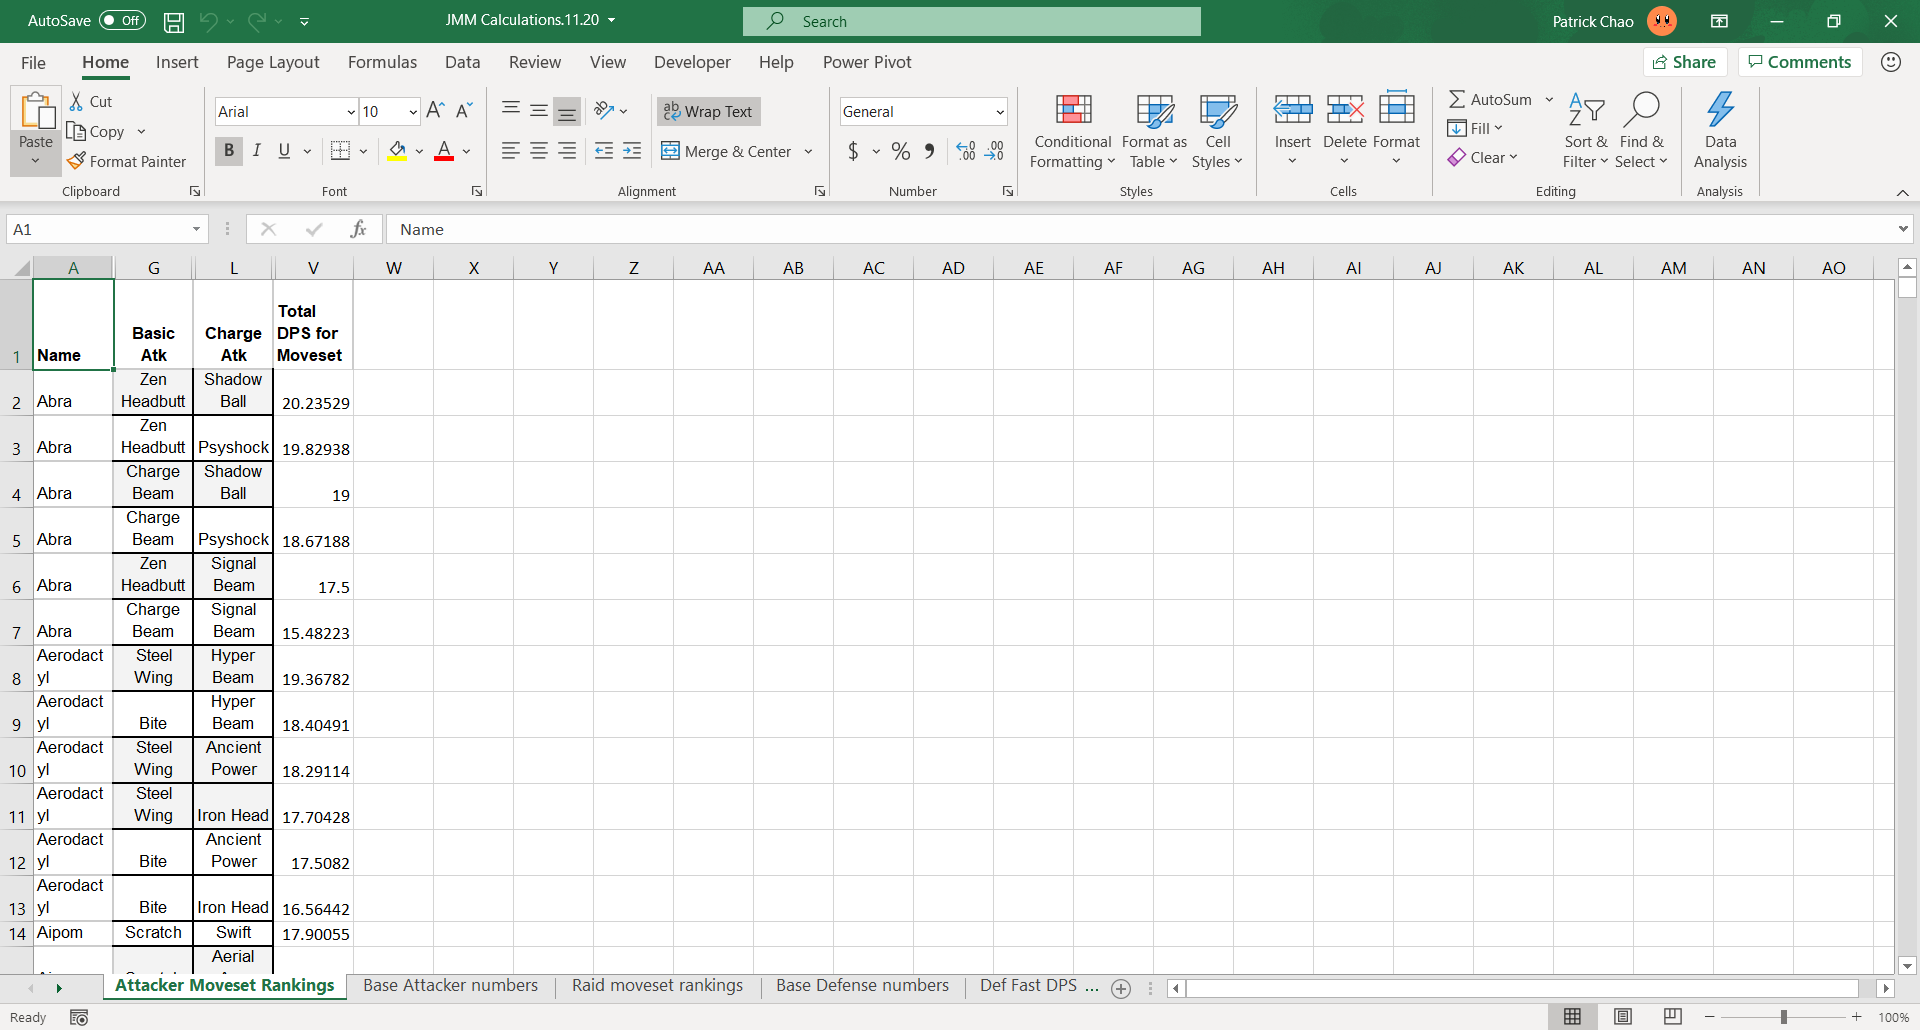 AutoSave Off JMM Calculations.11.20 Search Patrick Chao
File Home Insert Page Layout Formulas Data Review View Developer Help Power Pivot Share Comments
Paste Cut Copy Format Painter Clipboard
Arial 10 A A B I U A Font
ab Wrap Text Merge & Center Alignment
General $ % Number
Conditional Formatting Format as Table Cell Styles Styles
Insert Delete Format Cells
AutoSum Fill Clear Sort & Filter Find & Select Editing
Data Analysis Analysis
A1 fx Name
A G L V W X Y Z AA AB AC AD AE AF AG AH AI AJ AK AL AM AN AO
1 Name Basic Atk Charge Atk Total DPS for Moveset
2 Abra Zen Headbutt Shadow Ball 20.23529
3 Abra Zen Headbutt Psyshock 19.82938
4 Abra Charge Beam Shadow Ball 19
5 Abra Charge Beam Psyshock 18.67188
6 Abra Zen Headbutt Signal Beam 17.5
7 Abra Charge Beam Signal Beam 15.48223
8 Aerodactyl Steel Wing Hyper Beam 19.36782
9 Aerodactyl Bite Hyper Beam 18.40491
10 Aerodactyl Steel Wing Ancient Power 18.29114
11 Aerodactyl Steel Wing Iron Head 17.70428
12 Aerodactyl Bite Ancient Power 17.5082
13 Aerodactyl Bite Iron Head 16.56442
14 Aipom Scratch Swift 17.90055
Aerial
Attacker Moveset Rankings Base Attacker numbers Raid moveset rankings Base Defense numbers Def Fast DPS ...
Ready 100%